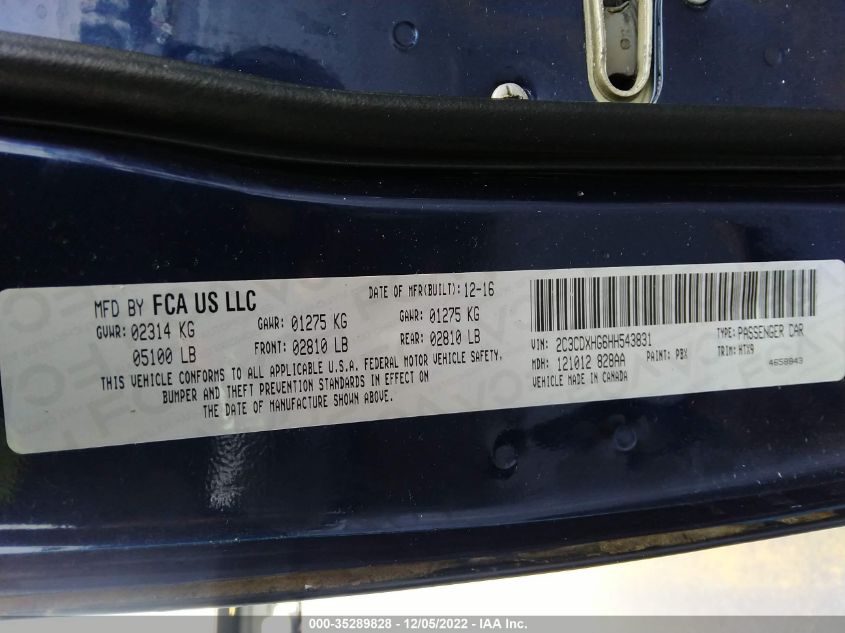 MFD BY FCA US LLC
DATE OF MFR(BUILT): 12-16
GVWR: 02314 KG
GAWR: 01275 KG
GAWR: 01275 KG
05100 LB
FRONT: 02810 LB
REAR: 02810 LB
THIS VEHICLE CONFORMS TO ALL APPLICABLE U.S.A. FEDERAL MOTOR VEHICLE SAFETY,
BUMPER AND THEFT PREVENTION STANDARDS IN EFFECT ON
THE DATE OF MANUFACTURE SHOWN ABOVE.
VIN: 2C3CDXHG6HH543831
TYPE: PASSENGER CAR
MDH: 121012 828AA
PAINT: PBX
TRIM: HTX9
VEHICLE MADE IN CANADA
4658943
000-35289828 - 12/05/2022 - IAA Inc.